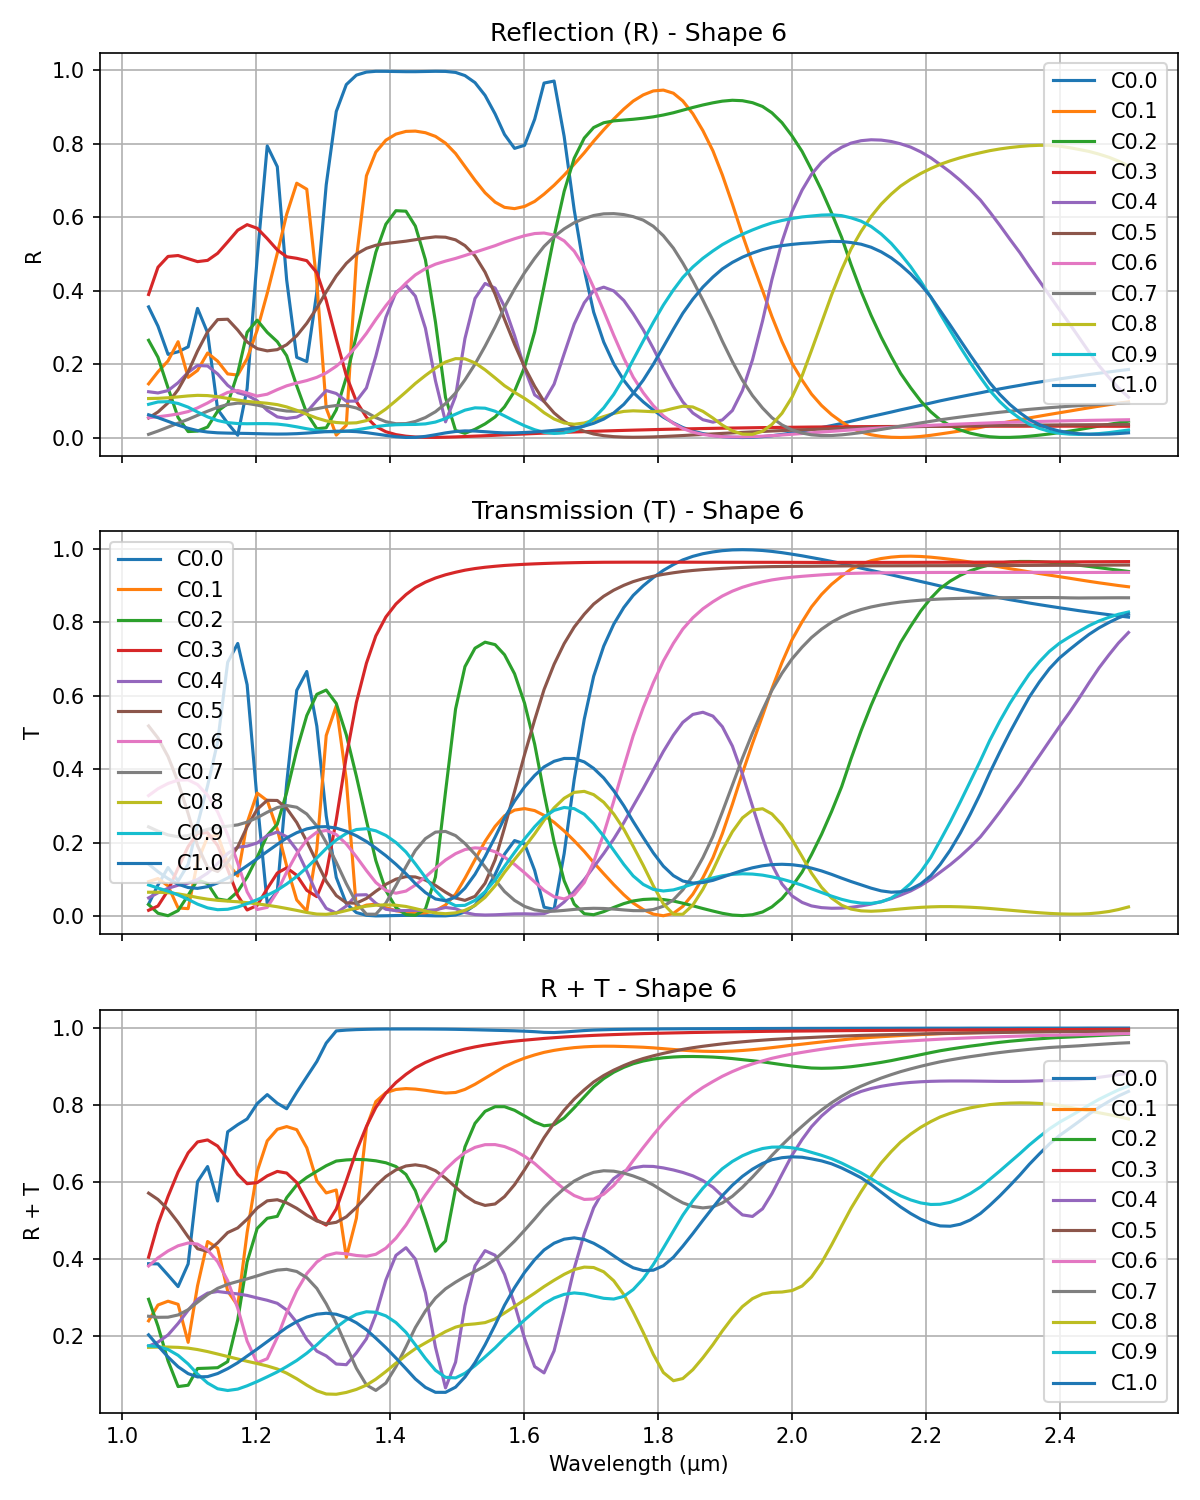 Reflection (R) - Shape 6
1.0
0.8
0.6
0.4
0.2
0.0
R
C0.0
C0.1
C0.2
C0.3
C0.4
C0.5
C0.6
C0.7
C0.8
C0.9
C1.0
Transmission (T) - Shape 6
1.0
0.8
0.6
0.4
0.2
0.0
T
C0.0
C0.1
C0.2
C0.3
C0.4
C0.5
C0.6
C0.7
C0.8
C0.9
C1.0
R + T - Shape 6
1.0
0.8
0.6
0.4
0.2
R + T
C0.0
C0.1
C0.2
C0.3
C0.4
C0.5
C0.6
C0.7
C0.8
C0.9
C1.0
1.0 1.2 1.4 1.6 1.8 2.0 2.2 2.4
Wavelength (μm)